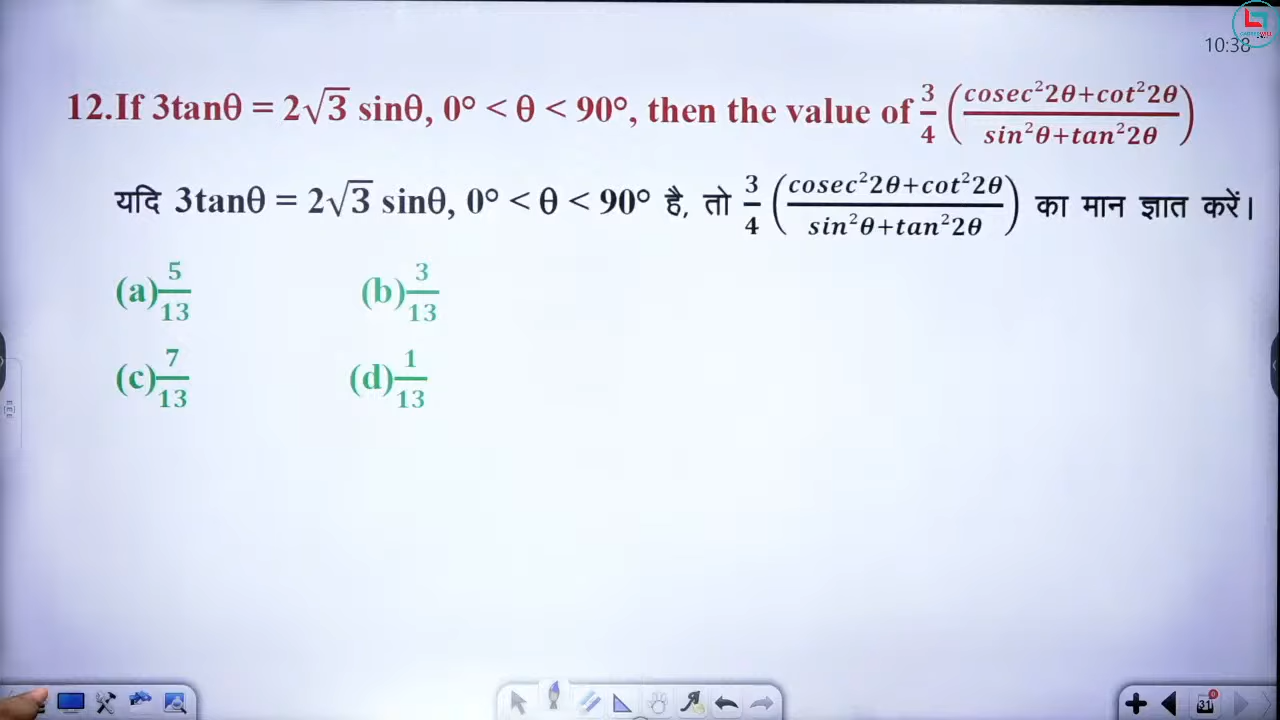 10:38
12.If 3tanθ = 2√3 sinθ, 0° < θ < 90°, then the value of 3/4 ((cosec²2θ+cot²2θ)/(sin²θ+tan²2θ))
यदि 3tanθ = 2√3 sinθ, 0° < θ < 90° है, तो 3/4 ((cosec²2θ+cot²2θ)/(sin²θ+tan²2θ)) का मान ज्ञात करें।
(a) 5/13 (b) 3/13
(c) 7/13 (d) 1/13
31